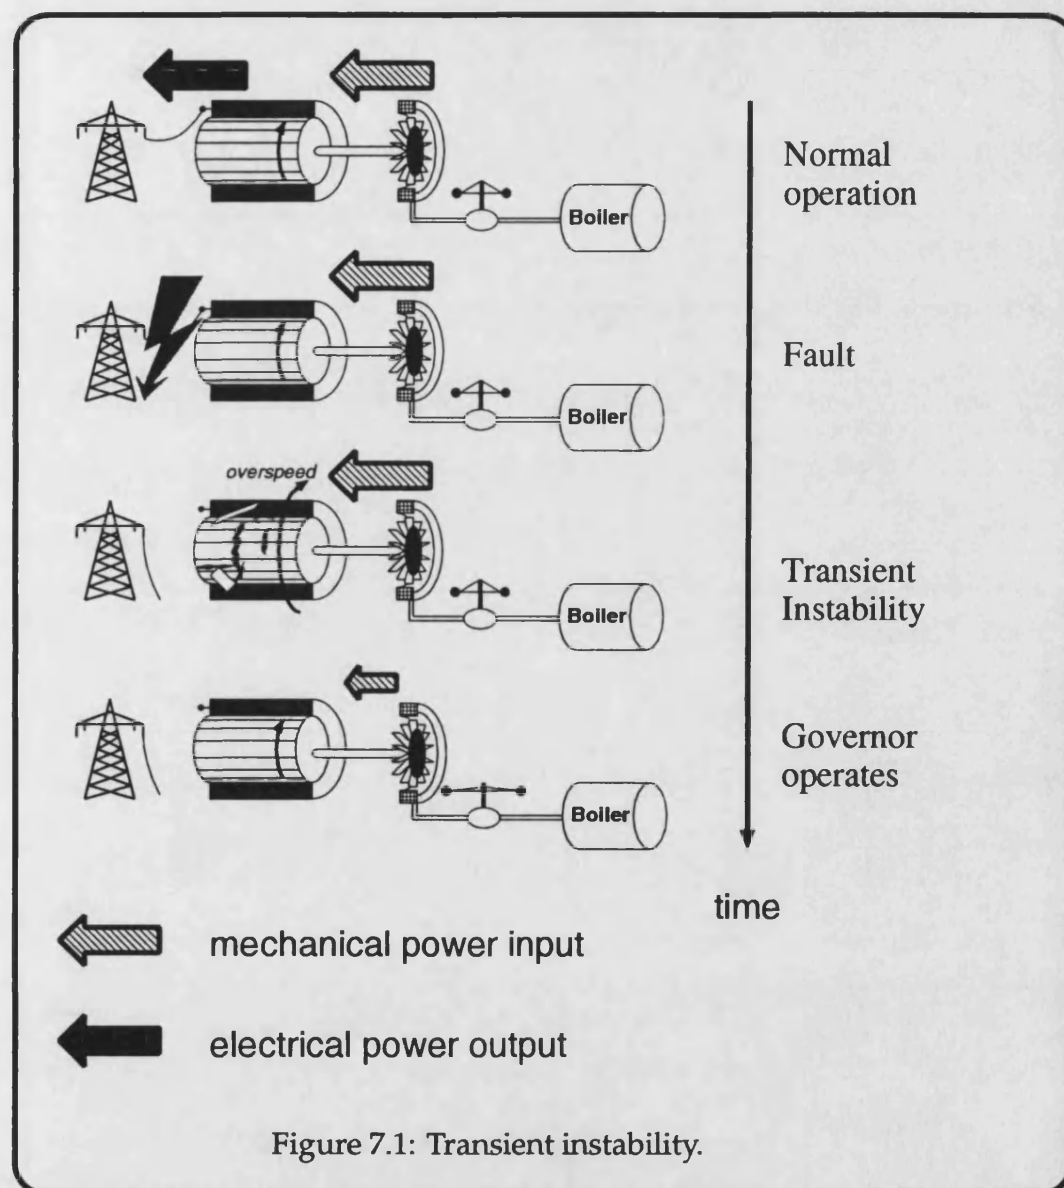 Normal
operation
Boiler
Fault
Boiler
overspeed
Transient
Instability
Boiler
Governor
operates
Boiler
time
mechanical power input
electrical power output
Figure 7.1: Transient instability.